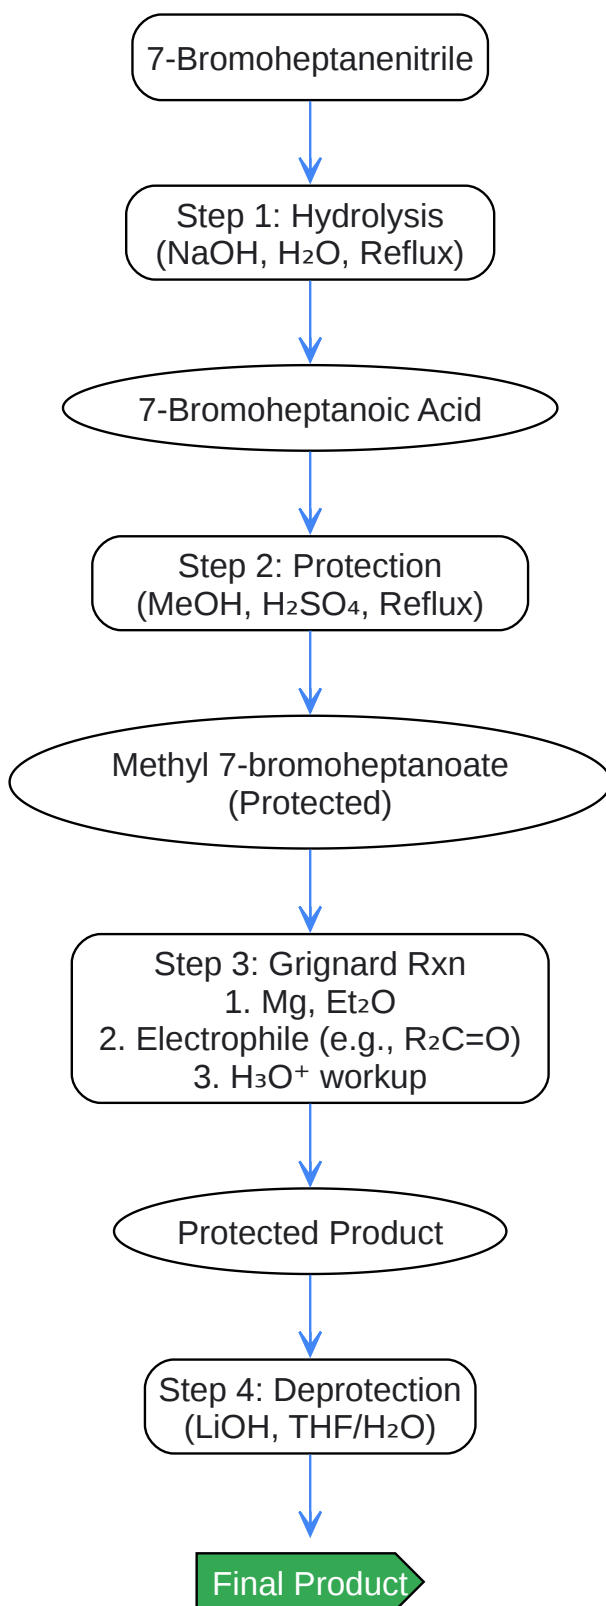 7-Bromoheptanenitrile
Step 1: Hydrolysis
(NaOH, H₂O, Reflux)
7-Bromoheptanoic Acid
Step 2: Protection
(MeOH, H₂SO₄, Reflux)
Methyl 7-bromoheptanoate
(Protected)
Step 3: Grignard Rxn
1. Mg, Et₂O
2. Electrophile (e.g., R₂C=O)
3. H₃O⁺ workup
Protected Product
Step 4: Deprotection
(LiOH, THF/H₂O)
Final Product